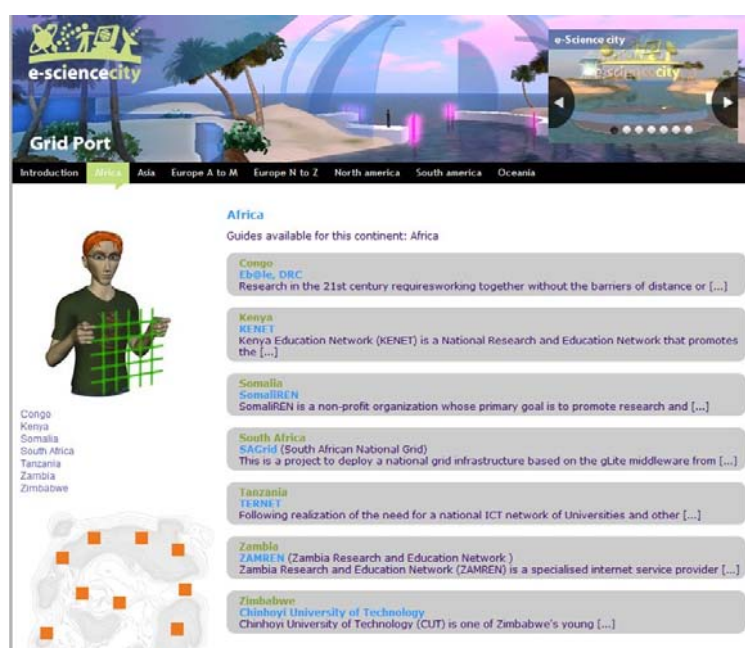 e-sciencecity
e-Science city
e-sciencecity
Grid Port
Introduction Africa Asia Europe A to M Europe N to Z North america South america Oceania
Africa
Guides available for this continent: Africa
Congo
Eb@le, DRC
Research in the 21st century requiresworking together without the barriers of distance or [...]
Kenya
KENET
Kenya Education Network (KENET) is a National Research and Education Network that promotes
the [...]
Somalia
SomaliREN
SomaliREN is a non-profit organization whose primary goal is to promote research and [...]
South Africa
SAGrid (South African National Grid)
This is a project to deploy a national grid infrastructure based on the gLite middleware from [...]
Tanzania
TERNET
Following realization of the need for a national ICT network of Universities and other [...]
Zambia
ZAMREN (Zambia Research and Education Network )
Zambia Research and Education Network (ZAMREN) is a specialised internet service provider [...]
Zimbabwe
Chinhoyi University of Technology
Chinhoyi University of Technology (CUT) is one of Zimbabwe's young [...]
Congo
Kenya
Somalia
South Africa
Tanzania
Zambia
Zimbabwe